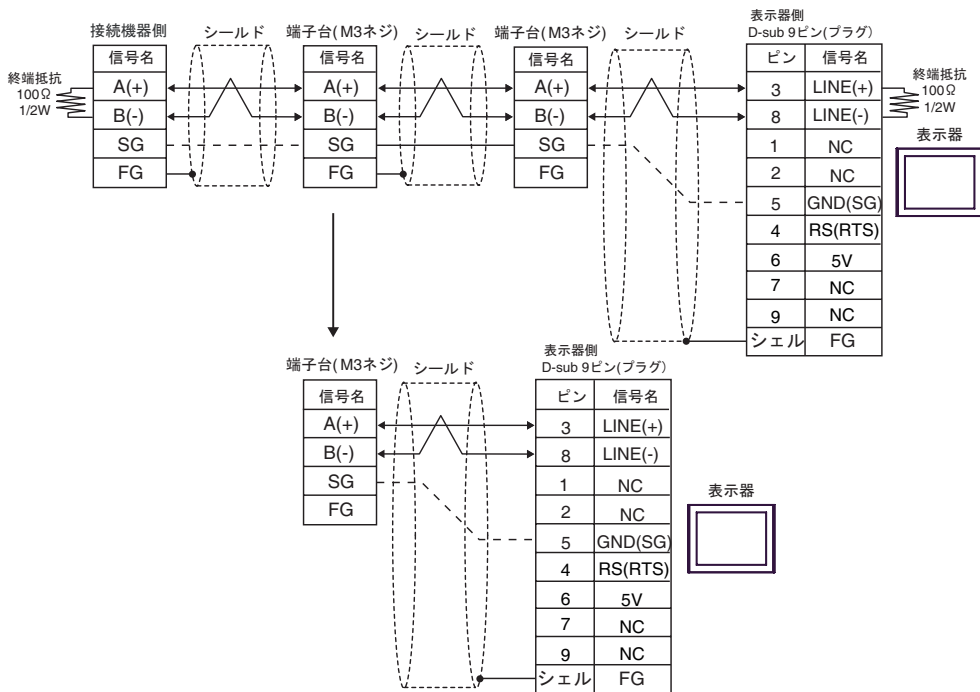 接続機器側
シールド
端子台(M3ネジ)
シールド
端子台(M3ネジ)
シールド
表示器側
D-sub 9ピン(プラグ)
終端抵抗
100Ω
1/2W
信号名
A(+)
B(-)
SG
FG
信号名
A(+)
B(-)
SG
FG
信号名
A(+)
B(-)
SG
FG
ピン 信号名
3 LINE(+)
8 LINE(-)
1 NC
2 NC
5 GND(SG)
4 RS(RTS)
6 5V
7 NC
9 NC
シェル FG
終端抵抗
100Ω
1/2W
表示器
端子台(M3ネジ)
シールド
表示器側
D-sub 9ピン(プラグ)
信号名
A(+)
B(-)
SG
FG
ピン 信号名
3 LINE(+)
8 LINE(-)
1 NC
2 NC
5 GND(SG)
4 RS(RTS)
6 5V
7 NC
9 NC
シェル FG
表示器